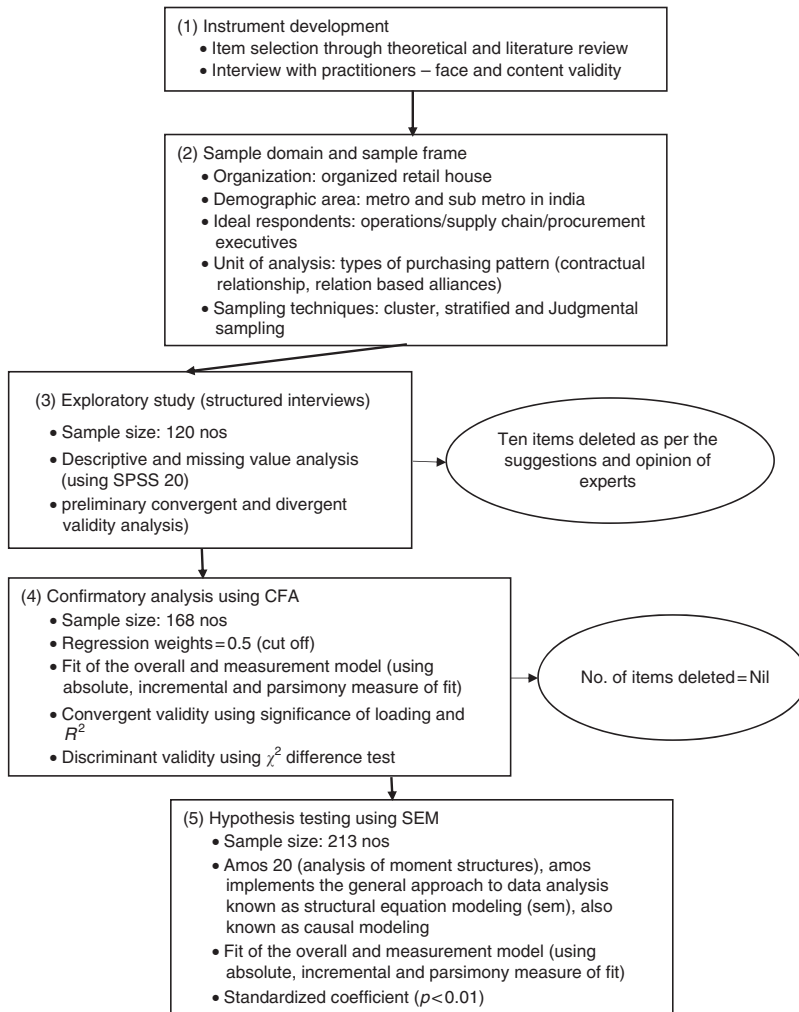 (1) Instrument development
• Item selection through theoretical and literature review
• Interview with practitioners – face and content validity
(2) Sample domain and sample frame
• Organization: organized retail house
• Demographic area: metro and sub metro in india
• Ideal respondents: operations/supply chain/procurement
executives
• Unit of analysis: types of purchasing pattern (contractual
relationship, relation based alliances)
• Sampling techniques: cluster, stratified and Judgmental
sampling
(3) Exploratory study (structured interviews)
• Sample size: 120 nos
• Descriptive and missing value analysis
(using SPSS 20)
• preliminary convergent and divergent
validity analysis)
Ten items deleted as per the
suggestions and opinion of
experts
(4) Confirmatory analysis using CFA
• Sample size: 168 nos
• Regression weights=0.5 (cut off)
• Fit of the overall and measurement model (using
absolute, incremental and parsimony measure of fit)
• Convergent validity using significance of loading and
R²
• Discriminant validity using χ² difference test
No. of items deleted=Nil
(5) Hypothesis testing using SEM
• Sample size: 213 nos
• Amos 20 (analysis of moment structures), amos
implements the general approach to data analysis
known as structural equation modeling (sem), also
known as causal modeling
• Fit of the overall and measurement model (using
absolute, incremental and parsimony measure of fit)
• Standardized coefficient (p<0.01)